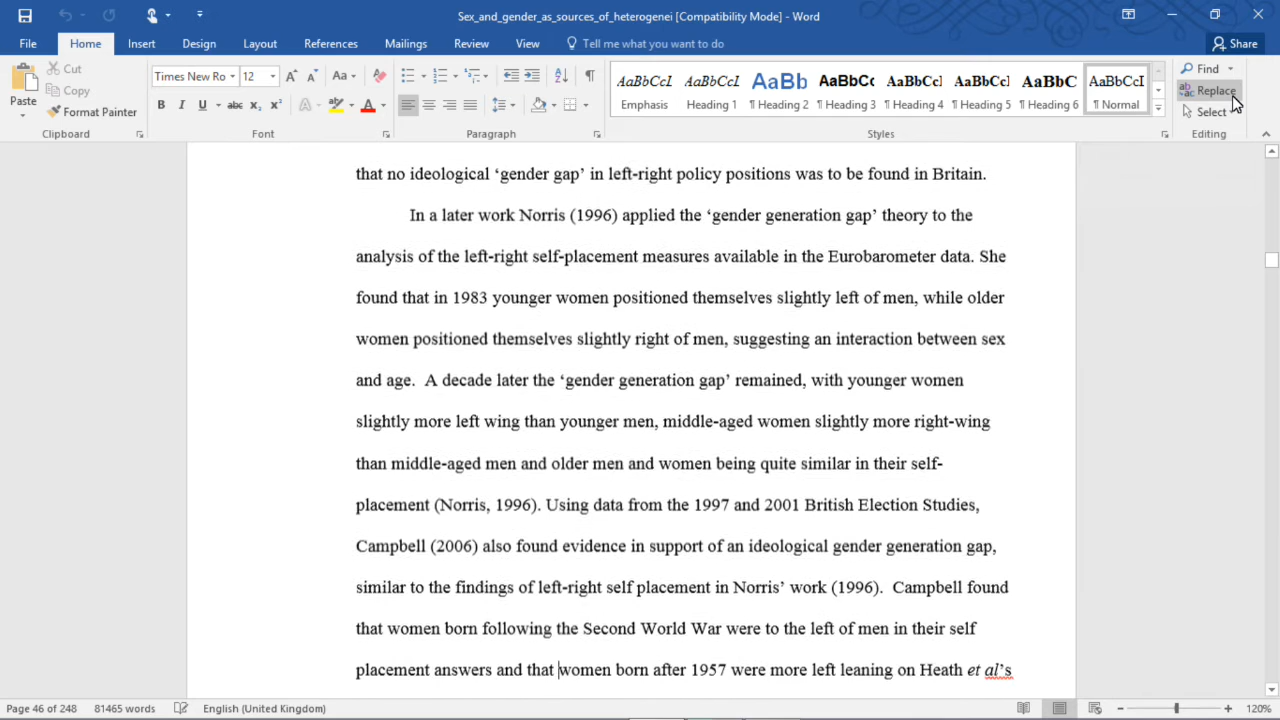 Sex_and_gender_as_sources_of_heterogenei [Compatibility Mode] - Word
File Home Insert Design Layout References Mailings Review View Tell me what you want to do Share
Paste Cut Copy Format Painter Clipboard
Times New Ro 12 Aa B I U abc x₂ x² A A Font
Paragraph
AaBbCcI AaBbCcI AaBb AaBbCc AaBbCcI AaBbCcI AaBbC AaBbCcI
Emphasis Heading 1 ¶ Heading 2 ¶ Heading 3 ¶ Heading 4 ¶ Heading 5 ¶ Heading 6 ¶ Normal
Styles
Find
Replace
Select
Editing
that no ideological ‘gender gap’ in left-right policy positions was to be found in Britain.
In a later work Norris (1996) applied the ‘gender generation gap’ theory to the
analysis of the left-right self-placement measures available in the Eurobarometer data. She
found that in 1983 younger women positioned themselves slightly left of men, while older
women positioned themselves slightly right of men, suggesting an interaction between sex
and age.  A decade later the ‘gender generation gap’ remained, with younger women
slightly more left wing than younger men, middle-aged women slightly more right-wing
than middle-aged men and older men and women being quite similar in their self-
placement (Norris, 1996). Using data from the 1997 and 2001 British Election Studies,
Campbell (2006) also found evidence in support of an ideological gender generation gap,
similar to the findings of left-right self placement in Norris’ work (1996).  Campbell found
that women born following the Second World War were to the left of men in their self
placement answers and that women born after 1957 were more left leaning on Heath et al’s
Page 46 of 248 81465 words English (United Kingdom) 120%